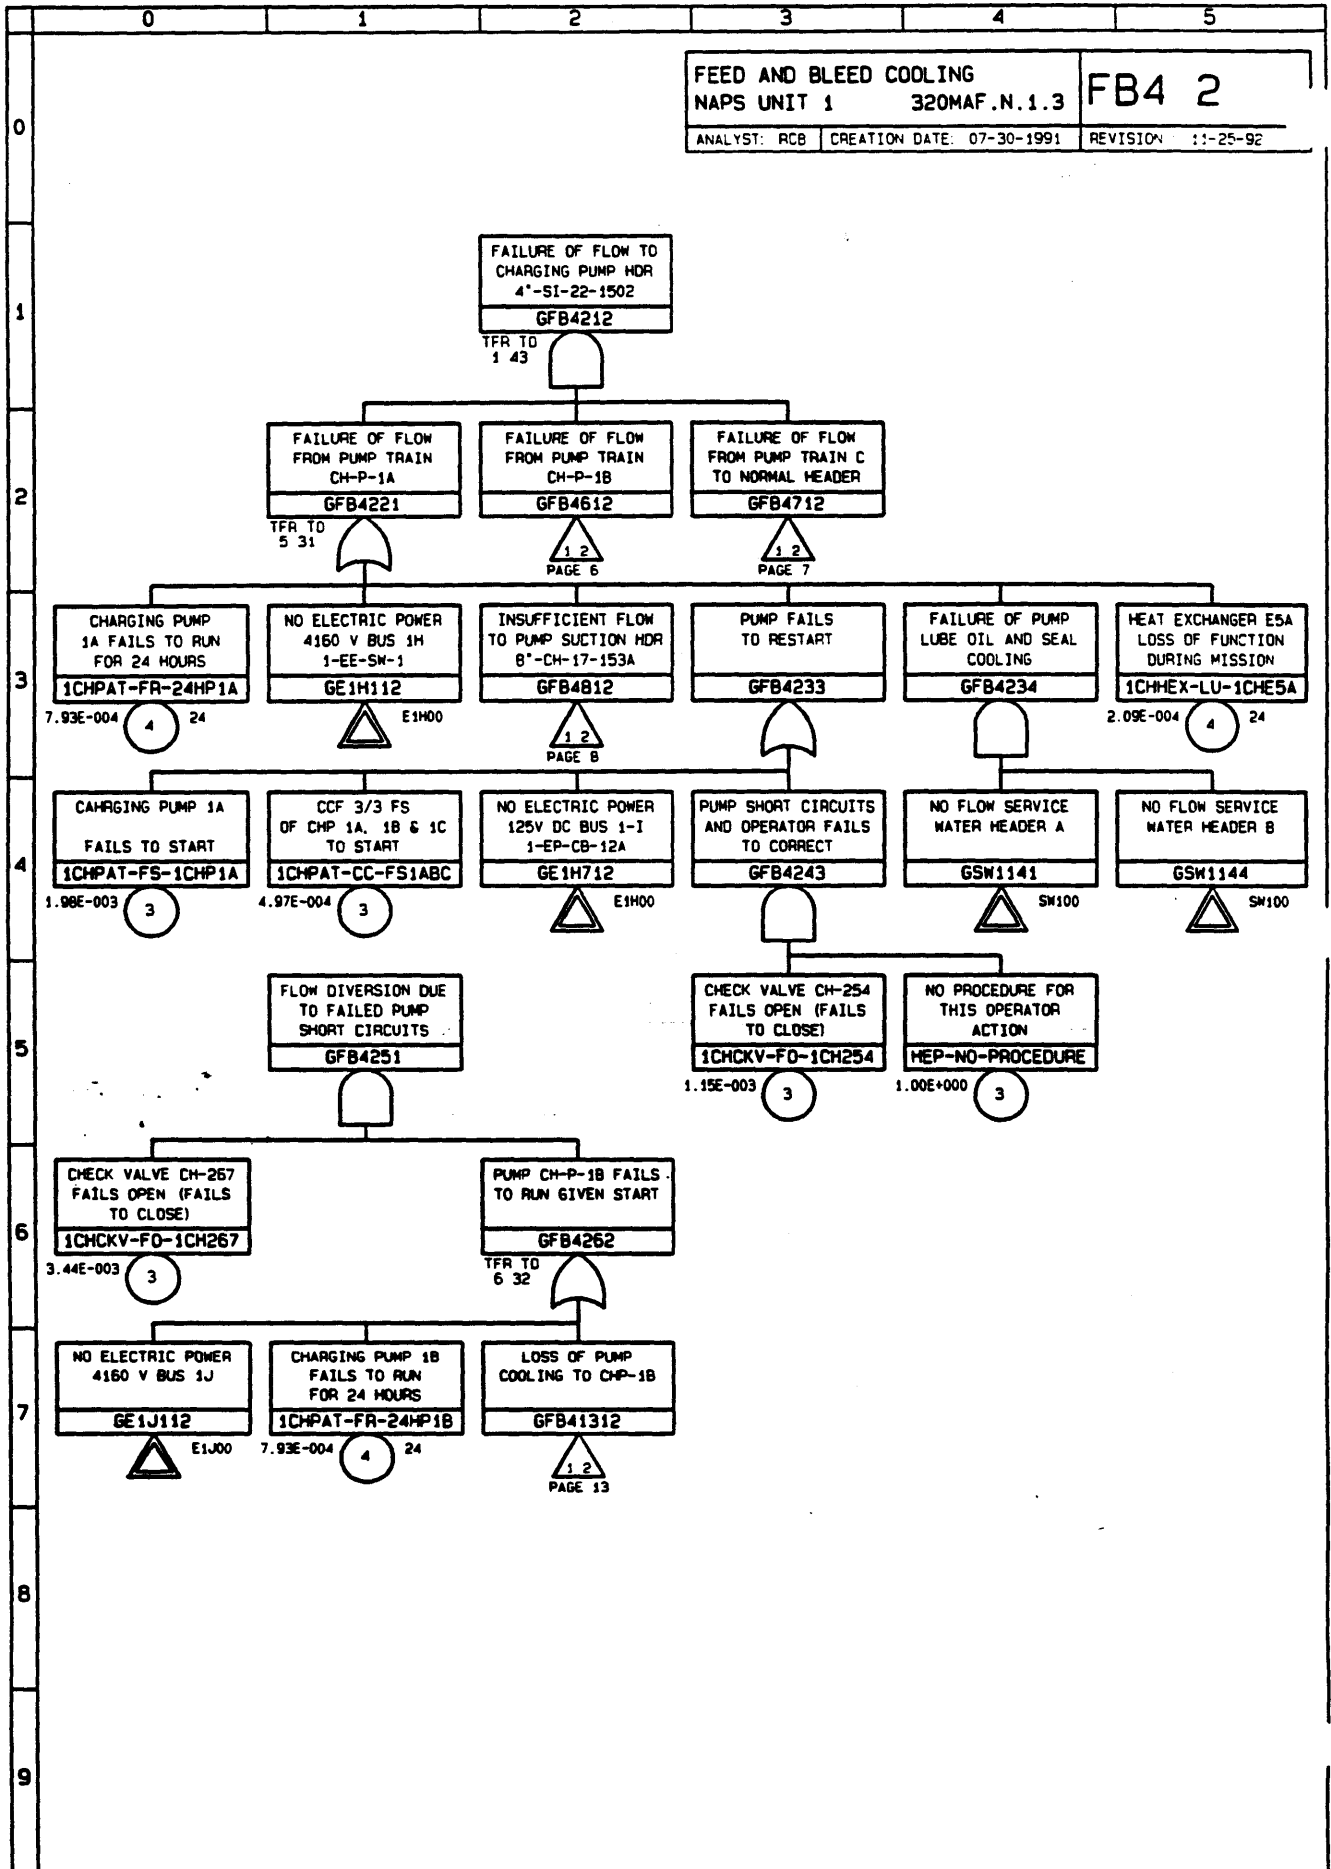 0 1 2 3 4 5
FEED AND BLEED COOLING
NAPS UNIT 1 320MAF.N.1.3
FB4 2
ANALYST: RCB CREATION DATE: 07-30-1991 REVISION 11-25-92
0
FAILURE OF FLOW TO
CHARGING PUMP HDR
4"-SI-22-1502
GFB4212
TFR TO
1 43
1
FAILURE OF FLOW
FROM PUMP TRAIN
CH-P-1A
GFB4221
TFR TO
5 31
FAILURE OF FLOW
FROM PUMP TRAIN
CH-P-1B
GFB4612
1 2
PAGE 6
FAILURE OF FLOW
FROM PUMP TRAIN C
TO NORMAL HEADER
GFB4712
1 2
PAGE 7
2
CHARGING PUMP
1A FAILS TO RUN
FOR 24 HOURS
1CHPAT-FR-24HP1A
7.93E-004 4 24
NO ELECTRIC POWER
4160 V BUS 1H
1-EE-SW-1
GE1H112
E1H00
INSUFFICIENT FLOW
TO PUMP SUCTION HDR
8"-CH-17-153A
GFB4812
1 2
PAGE 8
PUMP FAILS
TO RESTART
GFB4233
FAILURE OF PUMP
LUBE OIL AND SEAL
COOLING
GFB4234
HEAT EXCHANGER E5A
LOSS OF FUNCTION
DURING MISSION
1CHHEX-LU-1CHE5A
2.09E-004 4 24
3
CAHRGING PUMP 1A
FAILS TO START
1CHPAT-FS-1CHP1A
1.98E-003 3
CCF 3/3 FS
OF CHP 1A, 1B & 1C
TO START
1CHPAT-CC-FS1ABC
4.97E-004 3
NO ELECTRIC POWER
125V DC BUS 1-I
1-EP-CB-12A
GE1H712
E1H00
PUMP SHORT CIRCUITS
AND OPERATOR FAILS
TO CORRECT
GFB4243
NO FLOW SERVICE
WATER HEADER A
GSW1141
SW100
NO FLOW SERVICE
WATER HEADER B
GSW1144
SW100
4
FLOW DIVERSION DUE
TO FAILED PUMP
SHORT CIRCUITS
GFB4251
CHECK VALVE CH-254
FAILS OPEN (FAILS
TO CLOSE)
1CHCKV-FO-1CH254
1.15E-003 3
NO PROCEDURE FOR
THIS OPERATOR
ACTION
HEP-NO-PROCEDURE
1.00E+000 3
5
CHECK VALVE CH-267
FAILS OPEN (FAILS
TO CLOSE)
1CHCKV-FO-1CH267
3.44E-003 3
PUMP CH-P-1B FAILS
TO RUN GIVEN START
GFB4262
TFR TO
6 32
6
NO ELECTRIC POWER
4160 V BUS 1J
GE1J112
E1J00
CHARGING PUMP 1B
FAILS TO RUN
FOR 24 HOURS
1CHPAT-FR-24HP1B
7.93E-004 4 24
LOSS OF PUMP
COOLING TO CHP-1B
GFB41312
1 2
PAGE 13
7
8
9